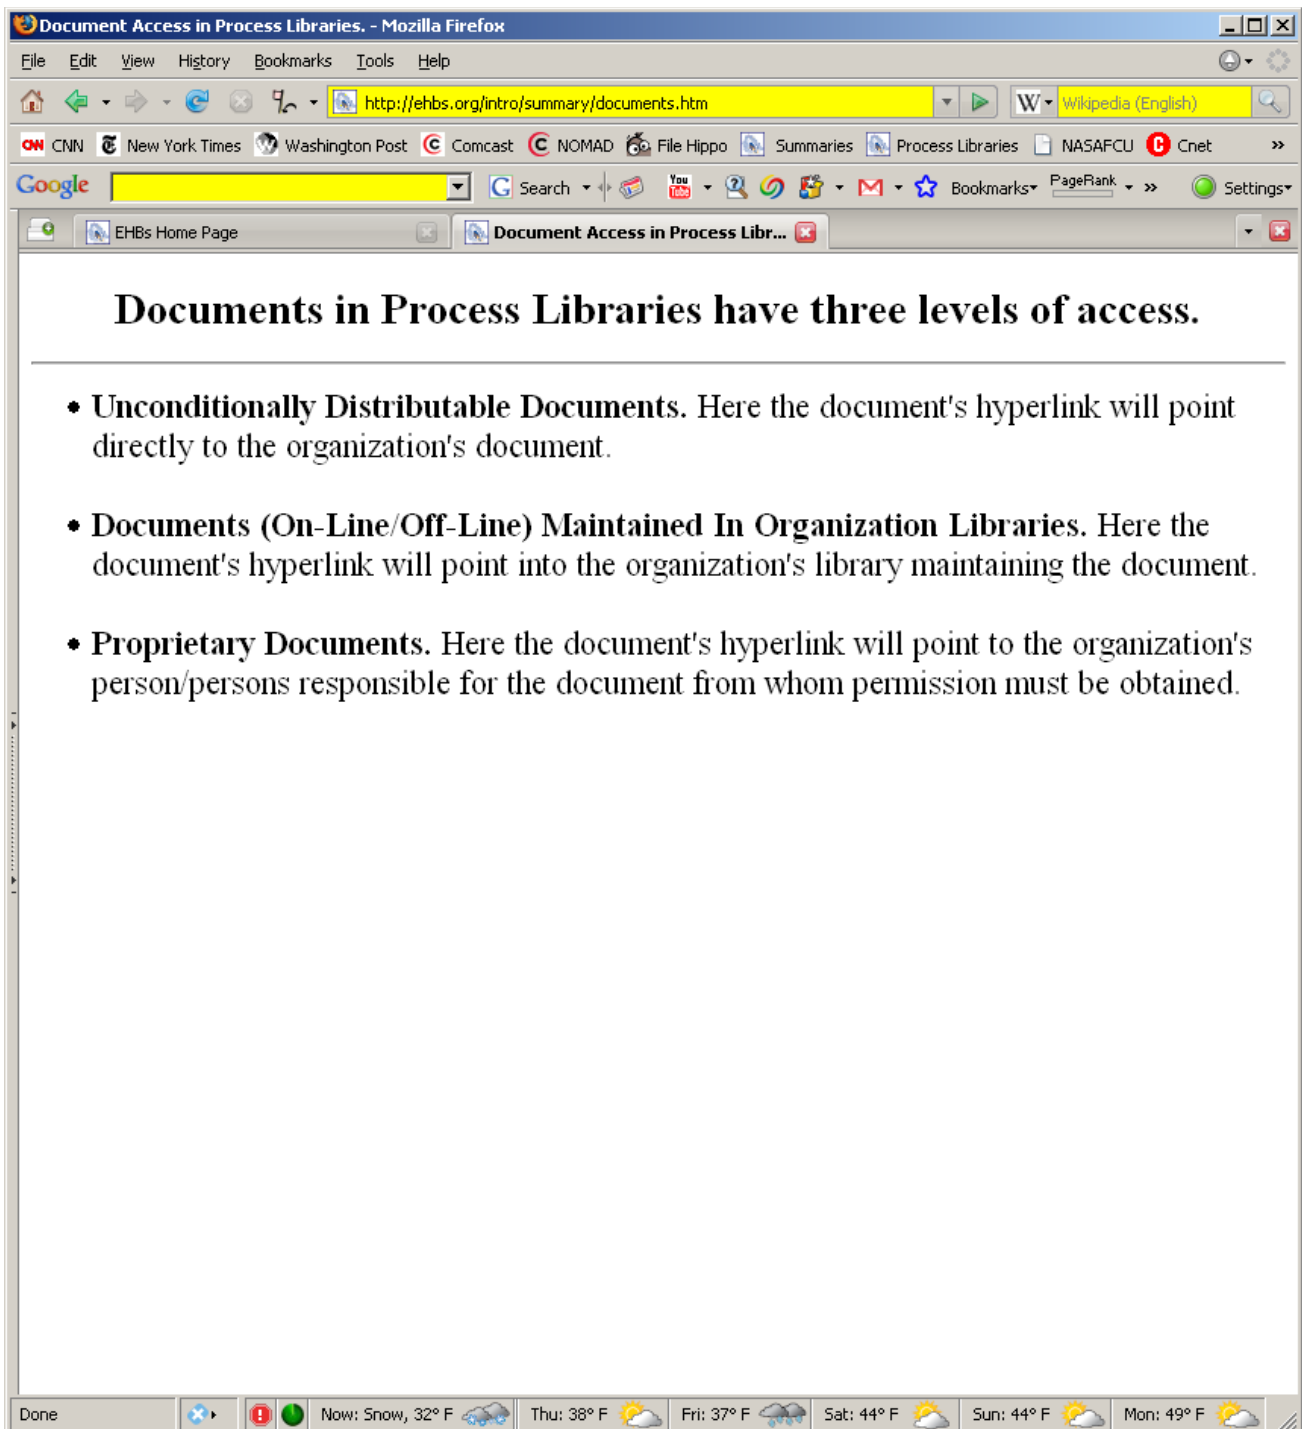 Document Access in Process Libraries. - Mozilla Firefox
File Edit View History Bookmarks Tools Help
http://ehbs.org/intro/summary/documents.htm W Wikipedia (English)
CNN CNN New York Times Washington Post C Comcast C NOMAD File Hippo Summaries Process Libraries NASAFCU C Cnet »
Google G Search You Tube M Bookmarks PageRank » Settings
EHBs Home Page Document Access in Process Libr...
Documents in Process Libraries have three levels of access.
• Unconditionally Distributable Documents. Here the document's hyperlink will point
directly to the organization's document.
• Documents (On-Line/Off-Line) Maintained In Organization Libraries. Here the
document's hyperlink will point into the organization's library maintaining the document.
• Proprietary Documents. Here the document's hyperlink will point to the organization's
person/persons responsible for the document from whom permission must be obtained.
Done Now: Snow, 32° F Thu: 38° F Fri: 37° F Sat: 44° F Sun: 44° F Mon: 49° F